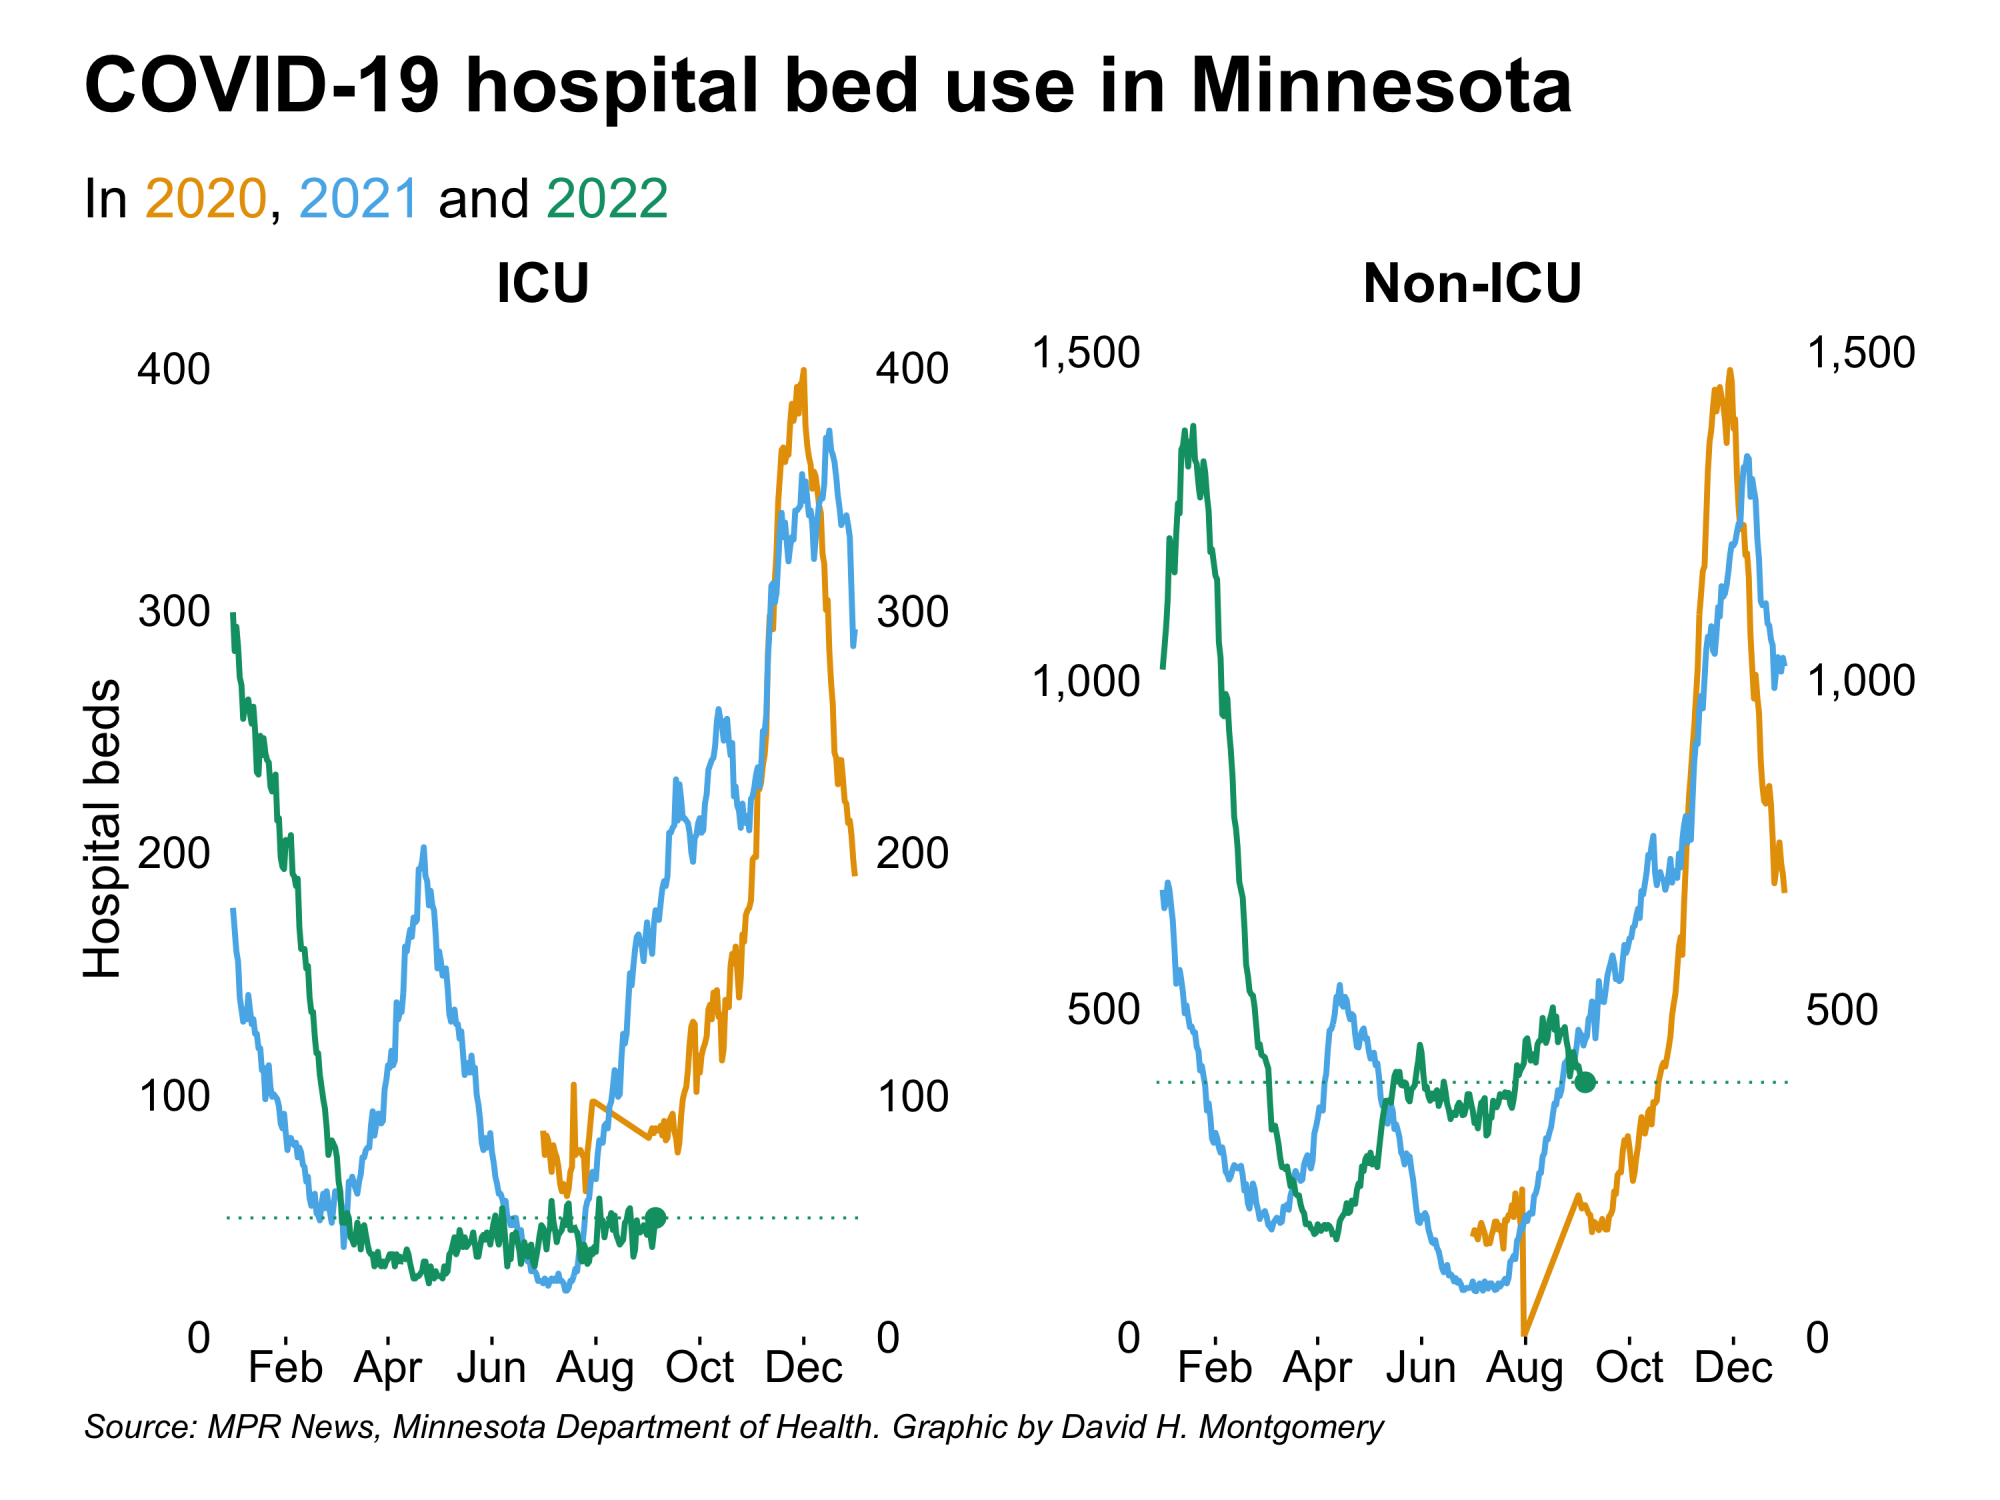 COVID-19 hospital bed use in Minnesota
In 2020, 2021 and 2022
ICU
Non-ICU
Hospital beds
400
300
200
100
0
400
300
200
100
0
Feb Apr Jun Aug Oct Dec
1,500
1,000
500
0
1,500
1,000
500
0
Feb Apr Jun Aug Oct Dec
Source: MPR News, Minnesota Department of Health. Graphic by David H. Montgomery